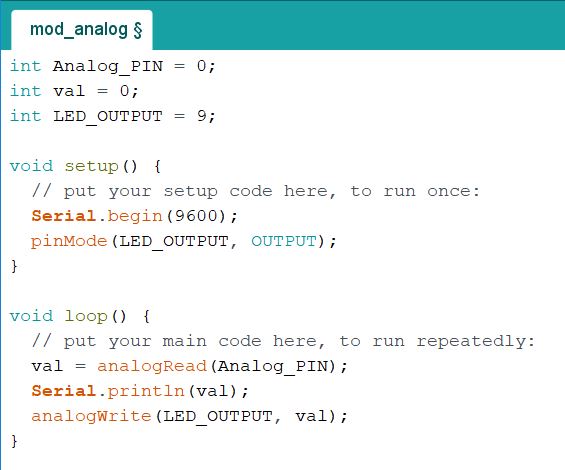 mod_analog §
int Analog_PIN = 0;
int val = 0;
int LED_OUTPUT = 9;
void setup() {
// put your setup code here, to run once:
Serial.begin(9600);
pinMode(LED_OUTPUT, OUTPUT);
}
void loop() {
// put your main code here, to run repeatedly:
val = analogRead(Analog_PIN);
Serial.println(val);
analogWrite(LED_OUTPUT, val);
}